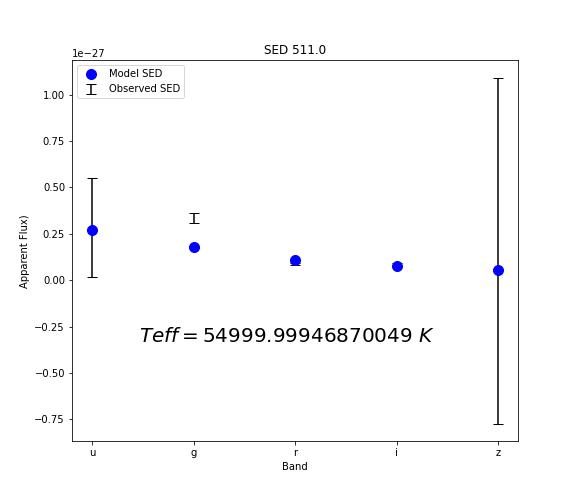 SED 511.0
1e−27
Model SED
Observed SED
1.00
0.75
0.50
0.25
0.00
−0.25
−0.50
−0.75
Apparent Flux)
Teff = 54999.99946870049 K
u g r i z
Band